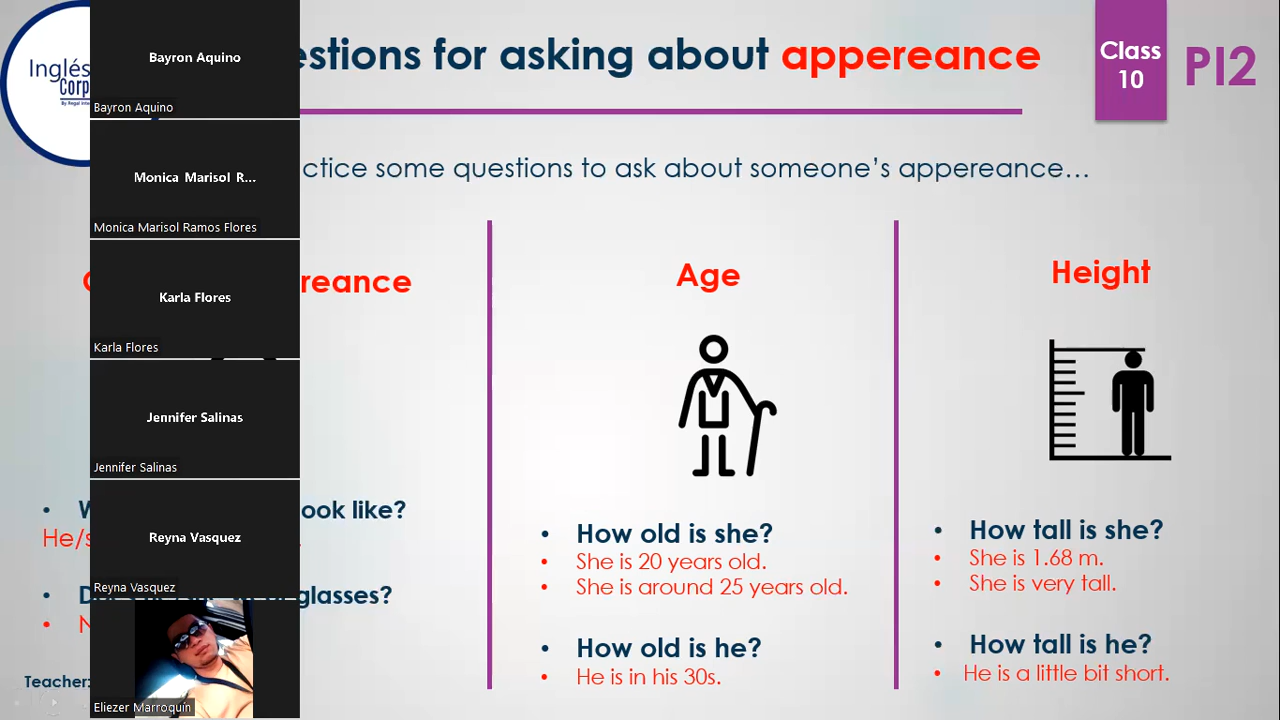 estions for asking about appereance
Class
10
PI2
Inglés
Corp
ctice some questions to ask about someone's appereance…
Bayron Aquino
Bayron Aquino
Monica Marisol R...
Monica Marisol Ramos Flores
Karla Flores
Karla Flores
Jennifer Salinas
Jennifer Salinas
Reyna Vasquez
Reyna Vasquez
Eliezer Marroquín
reance
• W ook like?
He/s
• glasses?
• N
Teacher:
Age
• How old is she?
• She is 20 years old.
• She is around 25 years old.
• How old is he?
• He is in his 30s.
Height
• How tall is she?
• She is 1.68 m.
• She is very tall.
• How tall is he?
• He is a little bit short.